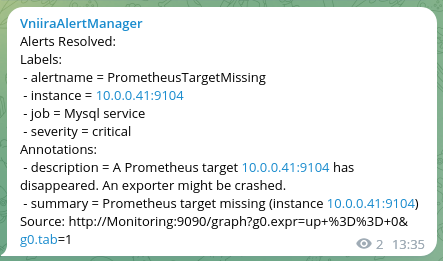 VniiraAlertManager
Alerts Resolved:
Labels:
- alertname = PrometheusTargetMissing
- instance = 10.0.0.41:9104
- job = Mysql service
- severity = critical
Annotations:
- description = A Prometheus target 10.0.0.41:9104 has
disappeared. An exporter might be crashed.
- summary = Prometheus target missing (instance 10.0.0.41:9104)
Source: http://Monitoring:9090/graph?g0.expr=up+%3D%3D+0&
g0.tab=1
2 13:35